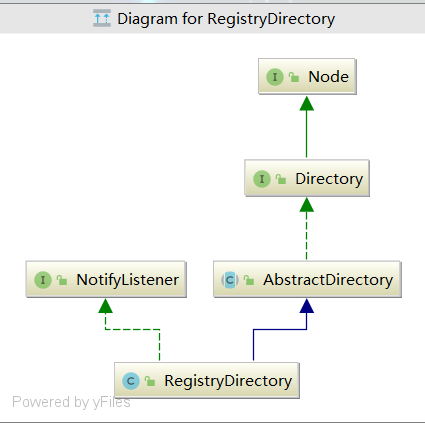 Diagram for RegistryDirectory
I Node
I Directory
I NotifyListener
C AbstractDirectory
C RegistryDirectory
Powered by yFiles